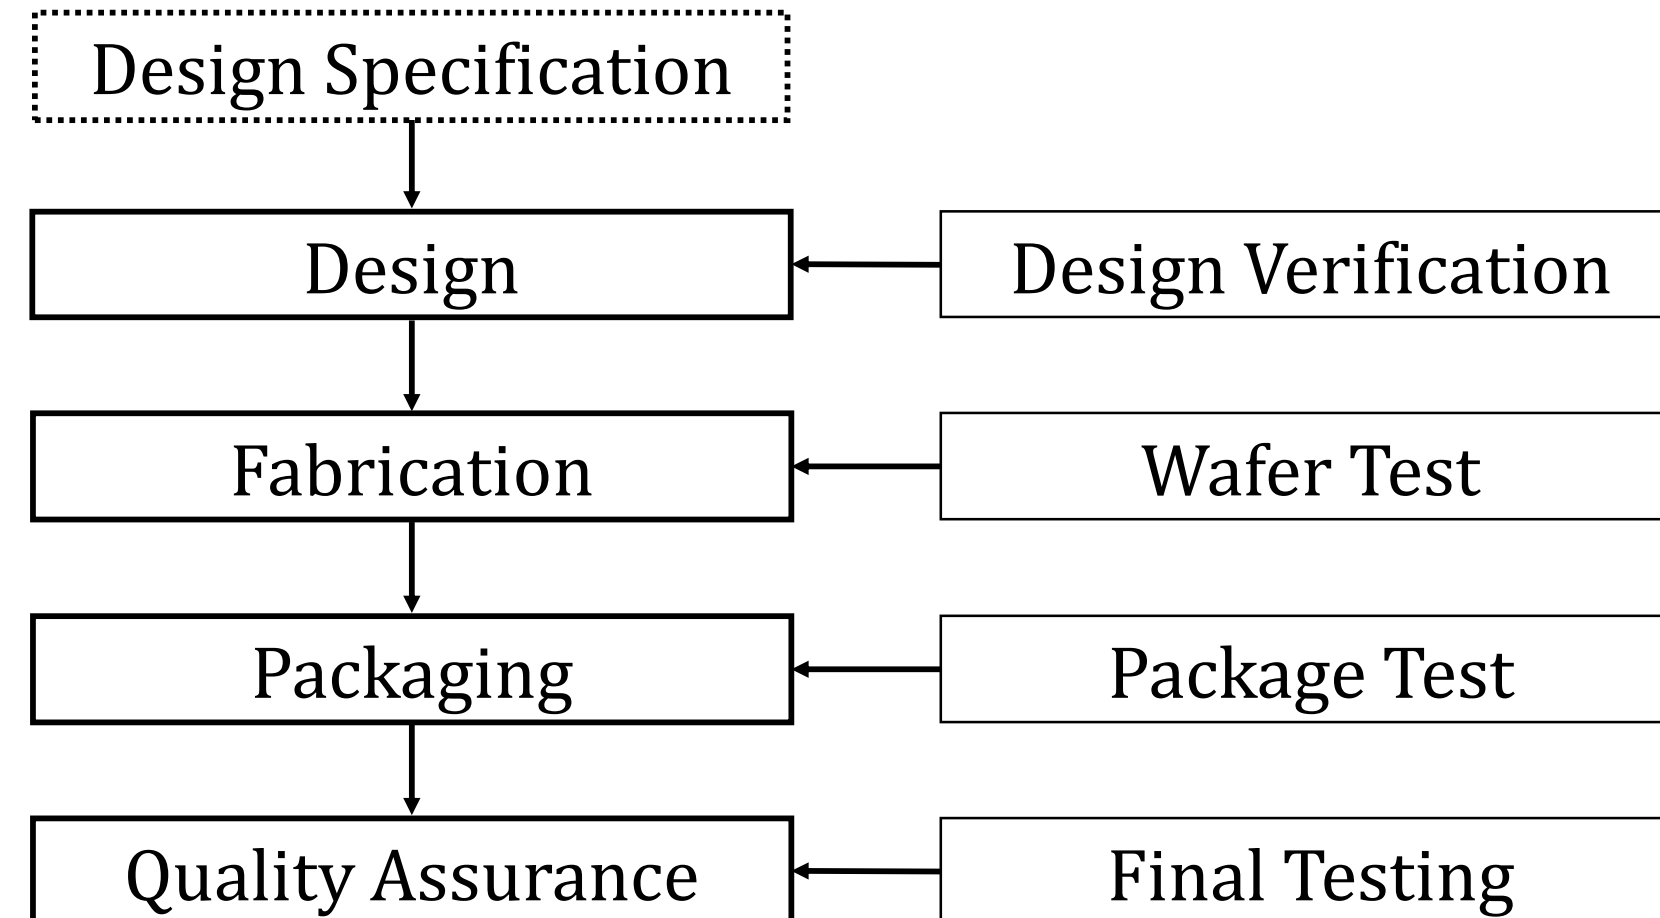 Design Specification
Design
Design Verification
Fabrication
Wafer Test
Packaging
Package Test
Quality Assurance
Final Testing